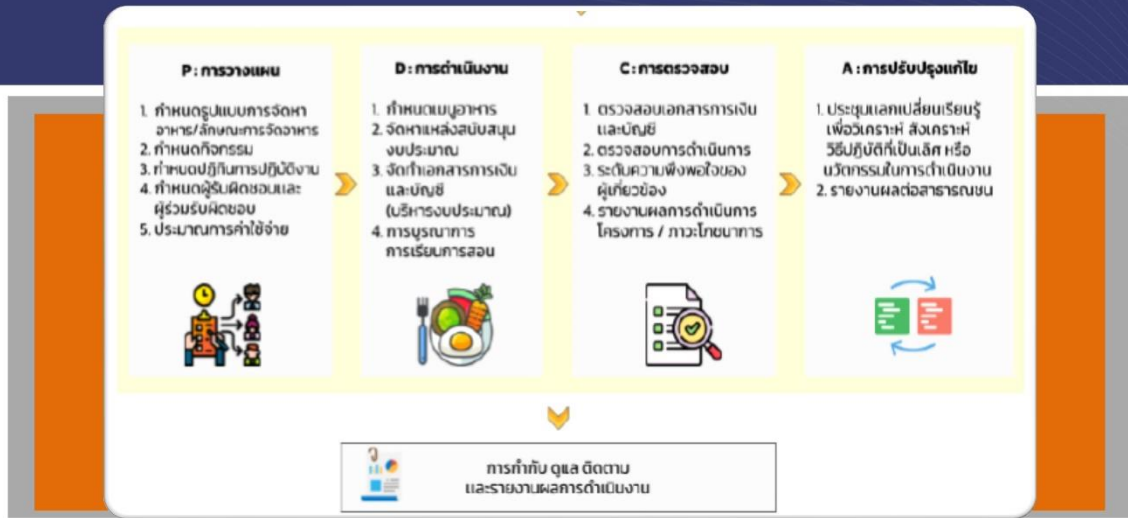 P : การวางแผน
1. กำหนดรูปแบบการจัดหา
อาหาร/ลักษณะการจัดอาหาร
2. กำหนดกิจกรรม
3. กำหนดปฏิทินการปฏิบัติงาน
4. กำหนดผู้รับผิดชอบและ
ผู้ร่วมรับผิดชอบ
5. ประมาณการค่าใช้จ่าย
D : การดำเนินงาน
1. กำหนดเมนูอาหาร
2. จัดหาแหล่งสนับสนุน
งบประมาณ
3. จัดทำเอกสารการเงิน
และบัญชี
(บริหารงบประมาณ)
4. การบูรณาการ
การเรียนการสอน
C : การตรวจสอบ
1. ตรวจสอบเอกสารการเงิน
และบัญชี
2. ตรวจสอบการดำเนินการ
3. ระดับความพึงพอใจของ
ผู้เกี่ยวข้อง
4. รายงานผลการดำเนินการ
โครงการ / ภาวะโภชนาการ
A : การปรับปรุงแก้ไข
1. ประชุมแลกเปลี่ยนเรียนรู้
เพื่อวิเคราะห์ สังเคราะห์
วิธีปฏิบัติที่เป็นเลิศ หรือ
นวัตกรรมในการดำเนินงาน
2. รายงานผลต่อสาธารณชน
การกำกับ ดูแล ติดตาม
และรายงานผลการดำเนินงาน